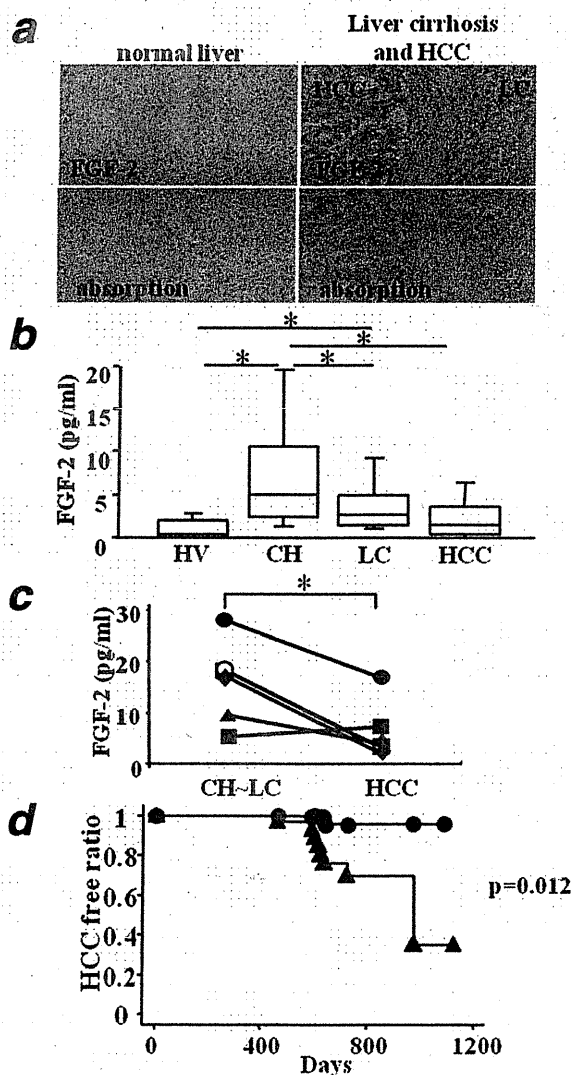 a
normal liver
Liver cirrhosis
and HCC
FGF-2
HCC LC
FGF-2
absorption
absorption
b
FGF-2 (pg/ml)
20
15
10
5
0
* * * *
HV CH LC HCC
c
FGF-2 (pg/ml)
30
20
10
0
*
CH~LC HCC
d
HCC free ratio
1
0.8
0.6
0.4
0.2
0
p=0.012
0 400 800 1200
Days